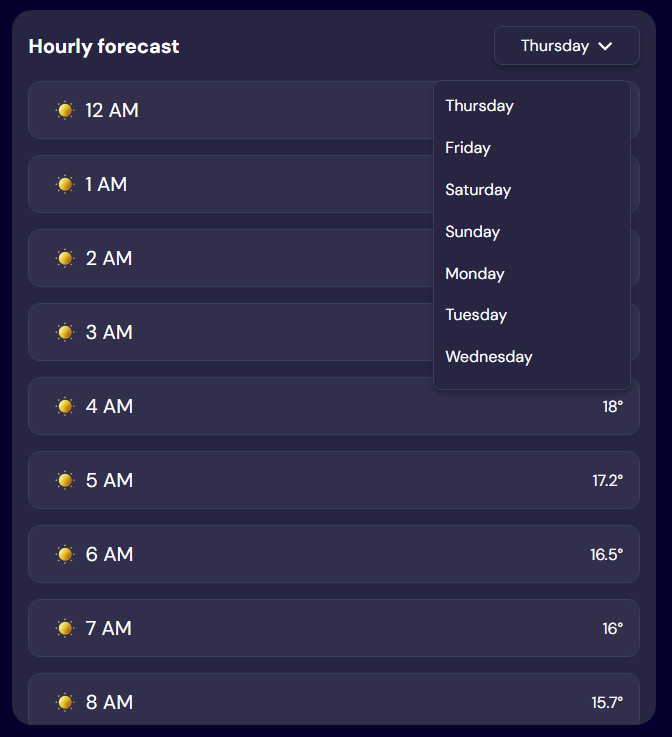 Hourly forecast
Thursday
12 AM
Thursday
Friday
1 AM
Saturday
Sunday
2 AM
Monday
Tuesday
3 AM
Wednesday
4 AM 18°
5 AM 17.2°
6 AM 16.5°
7 AM 16°
8 AM 15.7°